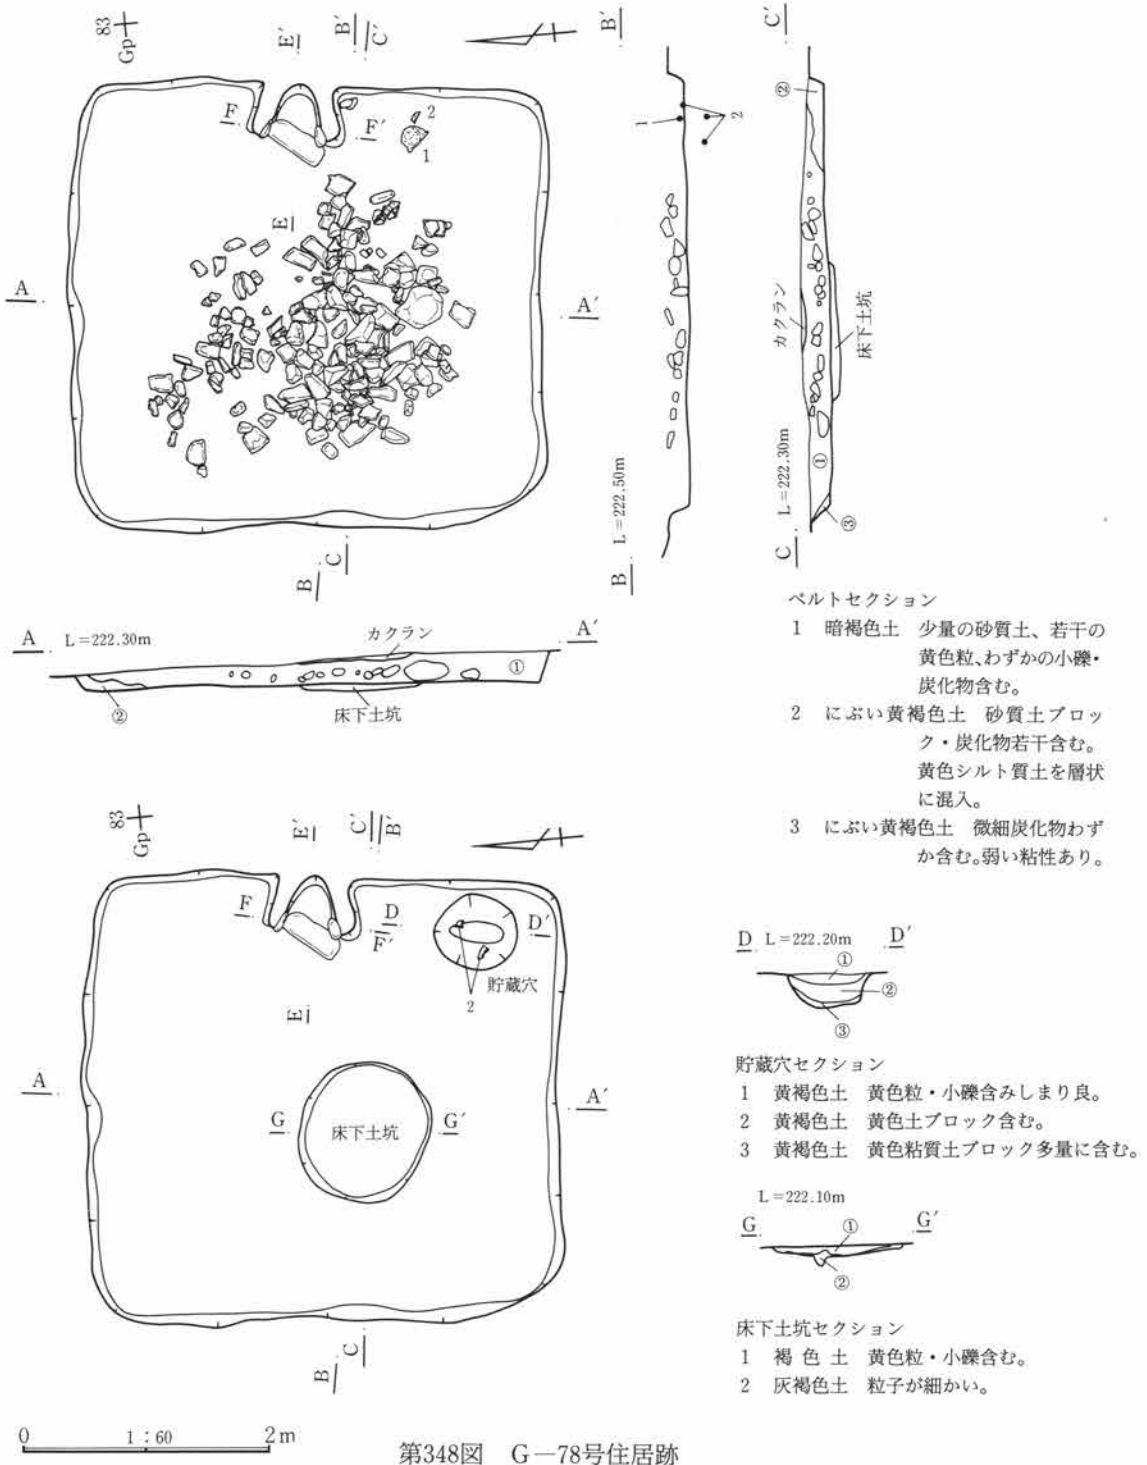 83
Gp
E′
B′
C′
F
F′
2
1
E
A
A′
B
C
B′
1
2
B L=222.50m
C′
②
カクラン
床下土坑
①
③
C L=222.30m
A L=222.30m
カクラン
A′
①
②
床下土坑
ベルトセクション
1 暗褐色土 少量の砂質土、若干の
黄色粒、わずかの小礫・
炭化物含む。
2 にぶい黄褐色土 砂質土ブロッ
ク・炭化物若干含む。
黄色シルト質土を層状
に混入。
3 にぶい黄褐色土 微細炭化物わず
か含む。弱い粘性あり。
83
Gp
E′
C′
B′
F
D
F′
D′
貯蔵穴
2
E
A
A′
G
床下土坑
G′
B
C
D L=222.20m D′
①
②
③
貯蔵穴セクション
1 黄褐色土 黄色粒・小礫含みしまり良。
2 黄褐色土 黄色土ブロック含む。
3 黄褐色土 黄色粘質土ブロック多量に含む。
L=222.10m
G G′
①
②
床下土坑セクション
1 褐色土 黄色粒・小礫含む。
2 灰褐色土 粒子が細かい。
0 1:60 2m
第348図 G―78号住居跡